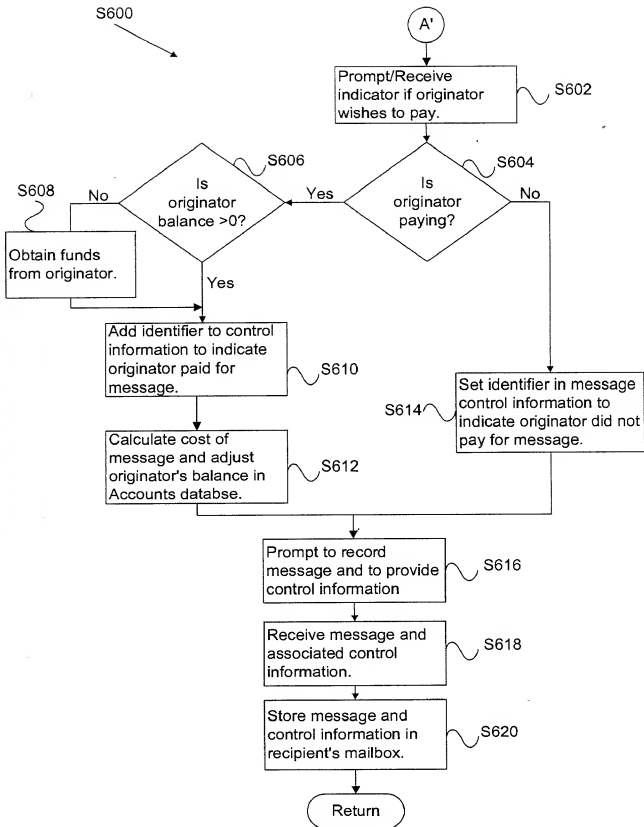 S600
A'
Prompt/Receive
indicator if originator
wishes to pay.
S602
S606
S604
S608
No
Is
originator
balance >0?
Yes
Is
originator
paying?
No
Obtain funds
from originator.
Yes
Add identifier to control
information to indicate
originator paid for
message.
S610
S614
Set identifier in message
control information to
indicate originator did not
pay for message.
Calculate cost of
message and adjust
originator's balance in
Accounts databse.
S612
Prompt to record
message and to provide
control information
S616
Receive message and
associated control
information.
S618
Store message and
control information in
recipient's mailbox.
S620
Return